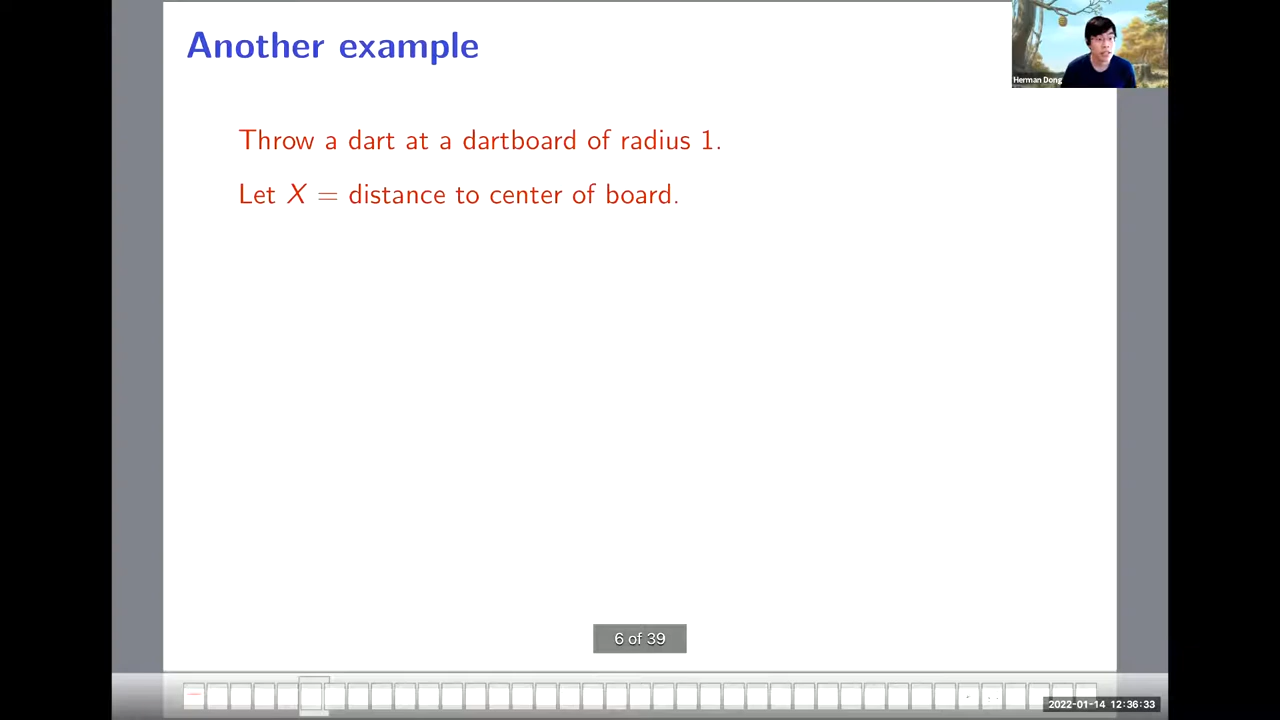 Another example
Herman Dong
Throw a dart at a dartboard of radius 1.
Let X = distance to center of board.
6 of 39
2022-01-14 12:36:33